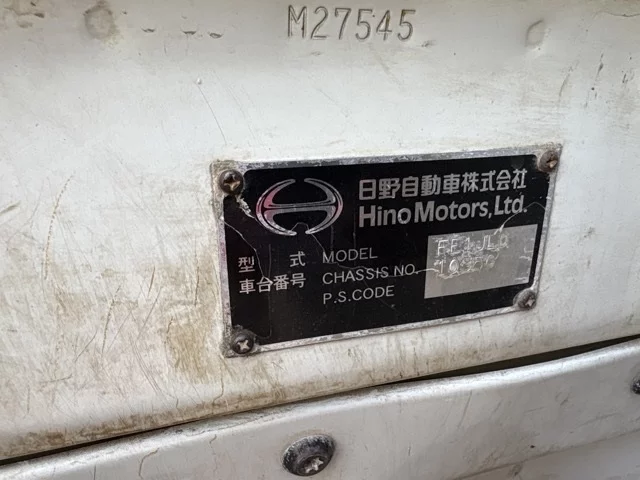 M27545
日野自動車株式会社
Hino Motors, Ltd.
型 式 MODEL
車台番号 CHASSIS NO.
P.S.CODE